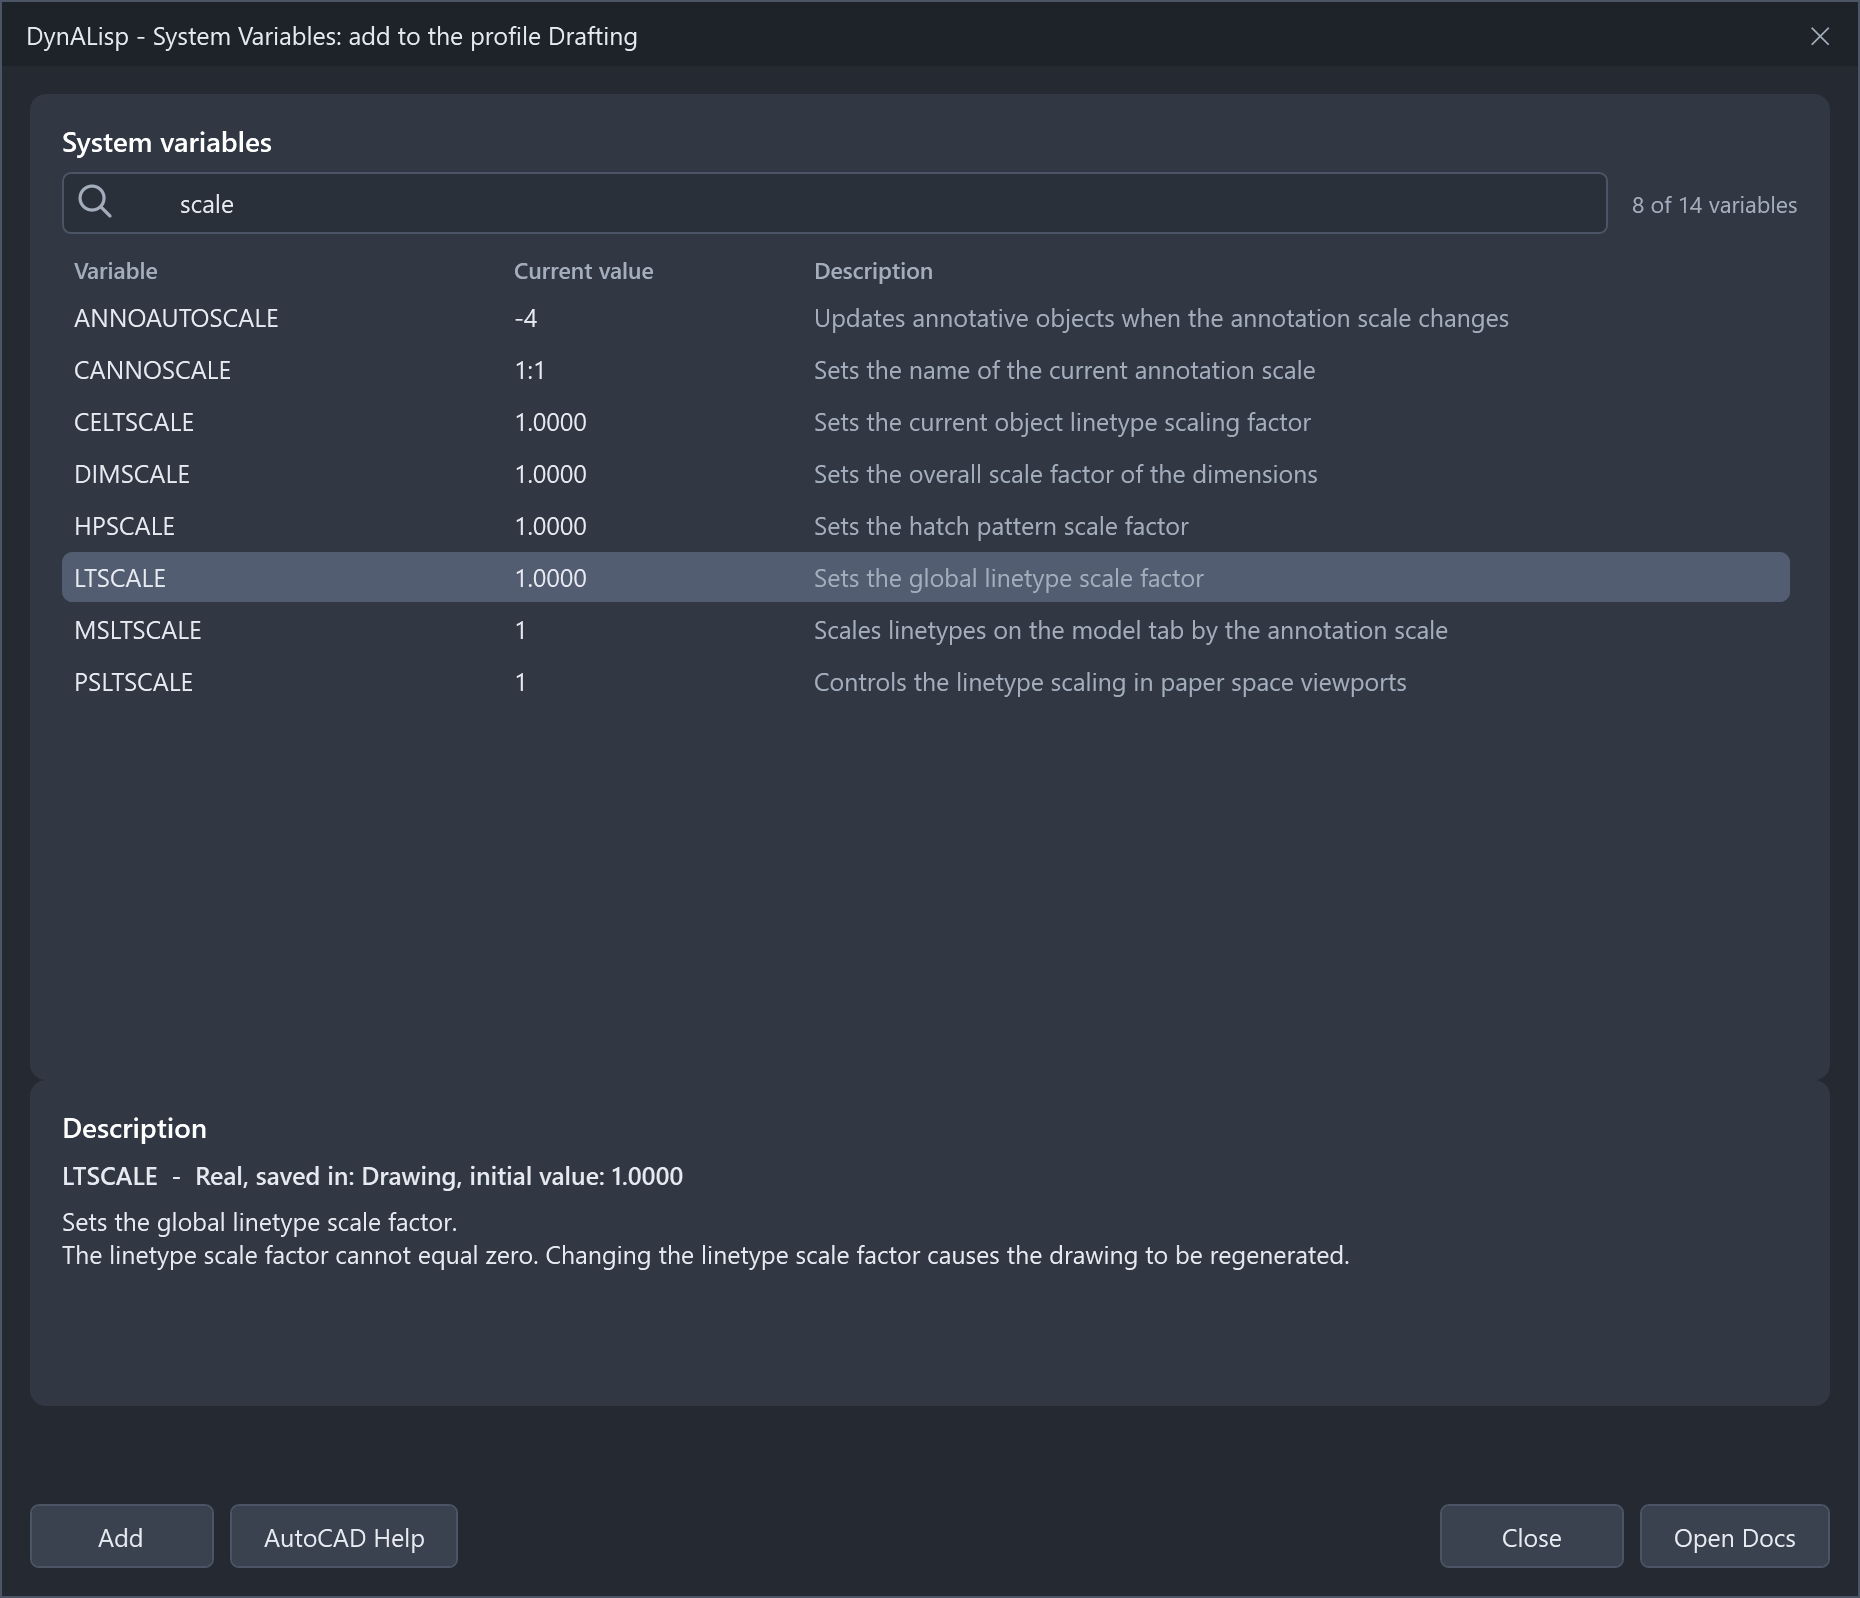 DynALisp - System Variables: add to the profile Drafting
System variables
scale
8 of 14 variables
Variable Current value Description
ANNOAUTOSCALE -4 Updates annotative objects when the annotation scale changes
CANNOSCALE 1:1 Sets the name of the current annotation scale
CELTSCALE 1.0000 Sets the current object linetype scaling factor
DIMSCALE 1.0000 Sets the overall scale factor of the dimensions
HPSCALE 1.0000 Sets the hatch pattern scale factor
LTSCALE 1.0000 Sets the global linetype scale factor
MSLTSCALE 1 Scales linetypes on the model tab by the annotation scale
PSLTSCALE 1 Controls the linetype scaling in paper space viewports
Description
LTSCALE - Real, saved in: Drawing, initial value: 1.0000
Sets the global linetype scale factor.
The linetype scale factor cannot equal zero. Changing the linetype scale factor causes the drawing to be regenerated.
Add AutoCAD Help Close Open Docs